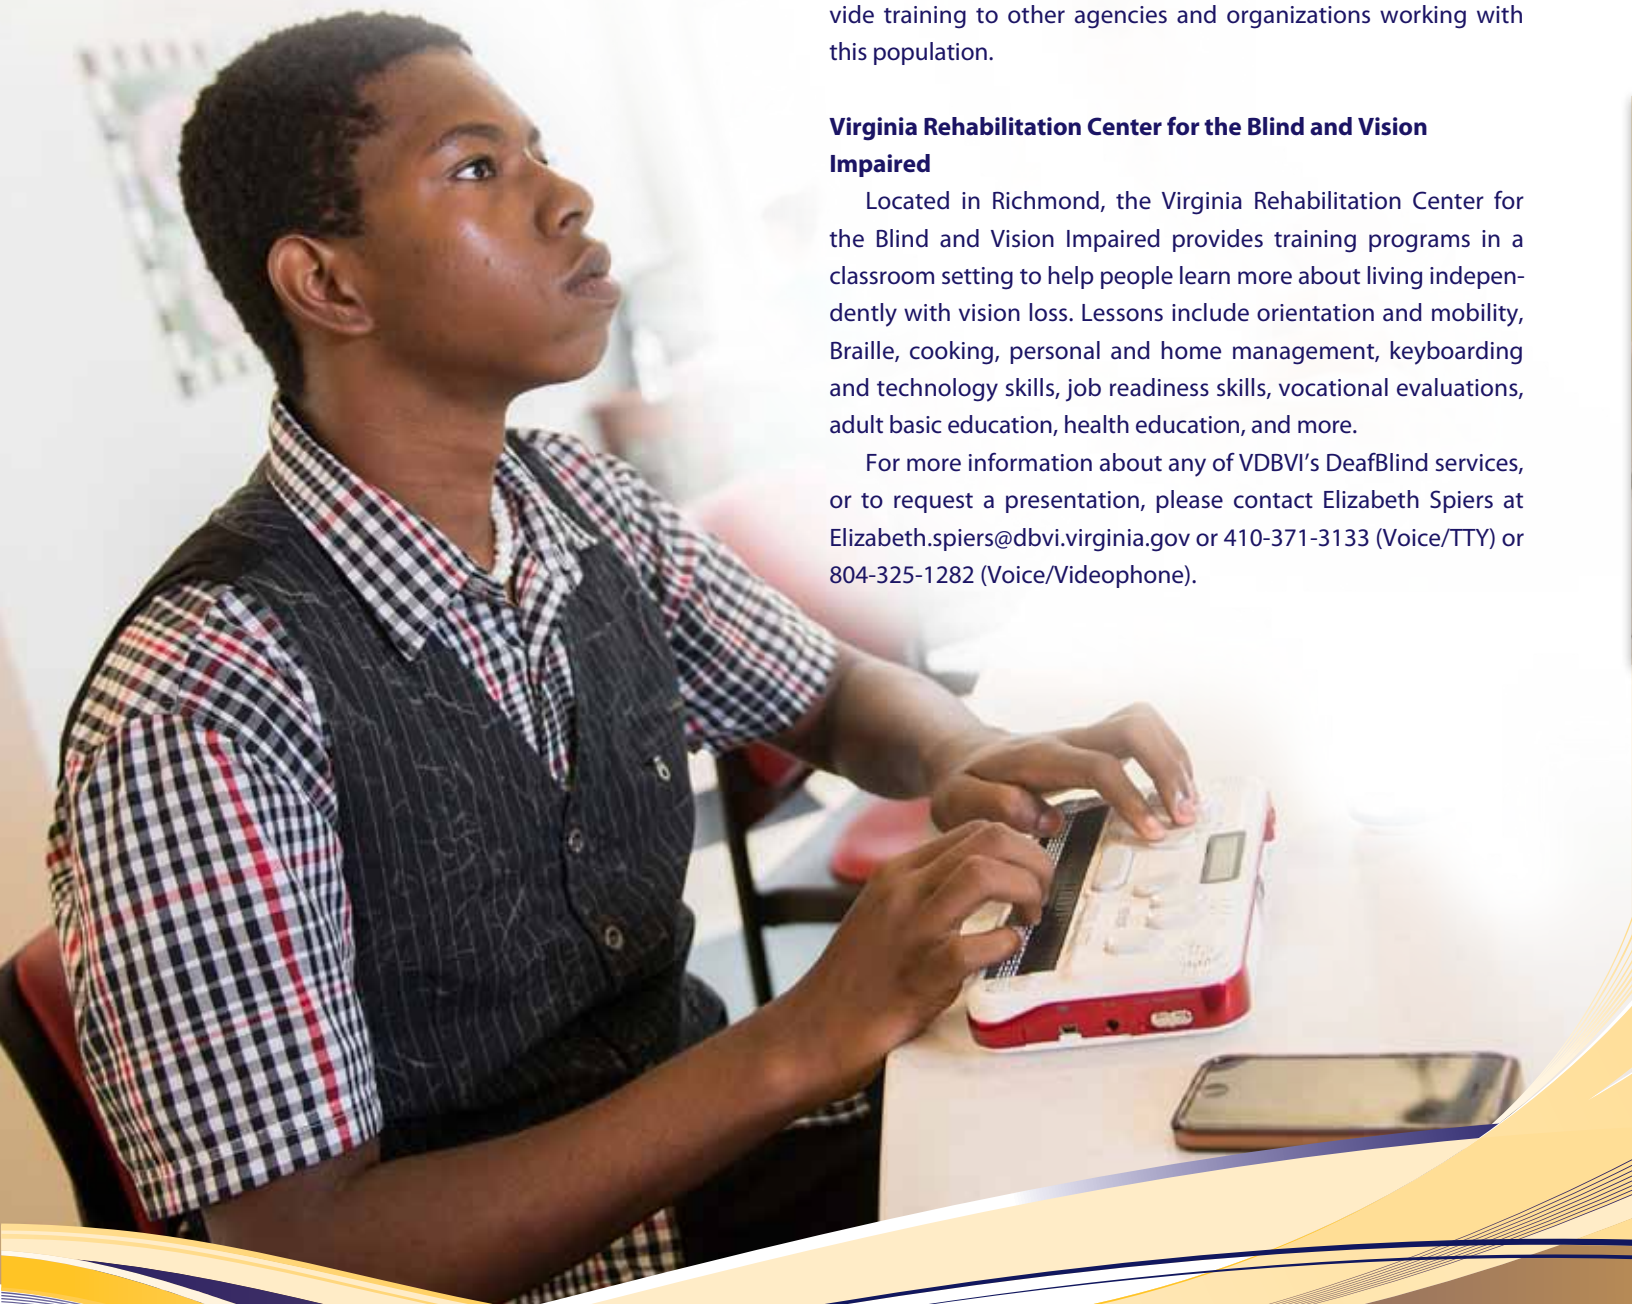 vide training to other agencies and organizations working with
this population.
Virginia Rehabilitation Center for the Blind and Vision
Impaired
Located in Richmond, the Virginia Rehabilitation Center for
the Blind and Vision Impaired provides training programs in a
classroom setting to help people learn more about living indepen-
dently with vision loss. Lessons include orientation and mobility,
Braille, cooking, personal and home management, keyboarding
and technology skills, job readiness skills, vocational evaluations,
adult basic education, health education, and more.
For more information about any of VDBVI’s DeafBlind services,
or to request a presentation, please contact Elizabeth Spiers at
Elizabeth.spiers@dbvi.virginia.gov or 410-371-3133 (Voice/TTY) or
804-325-1282 (Voice/Videophone).